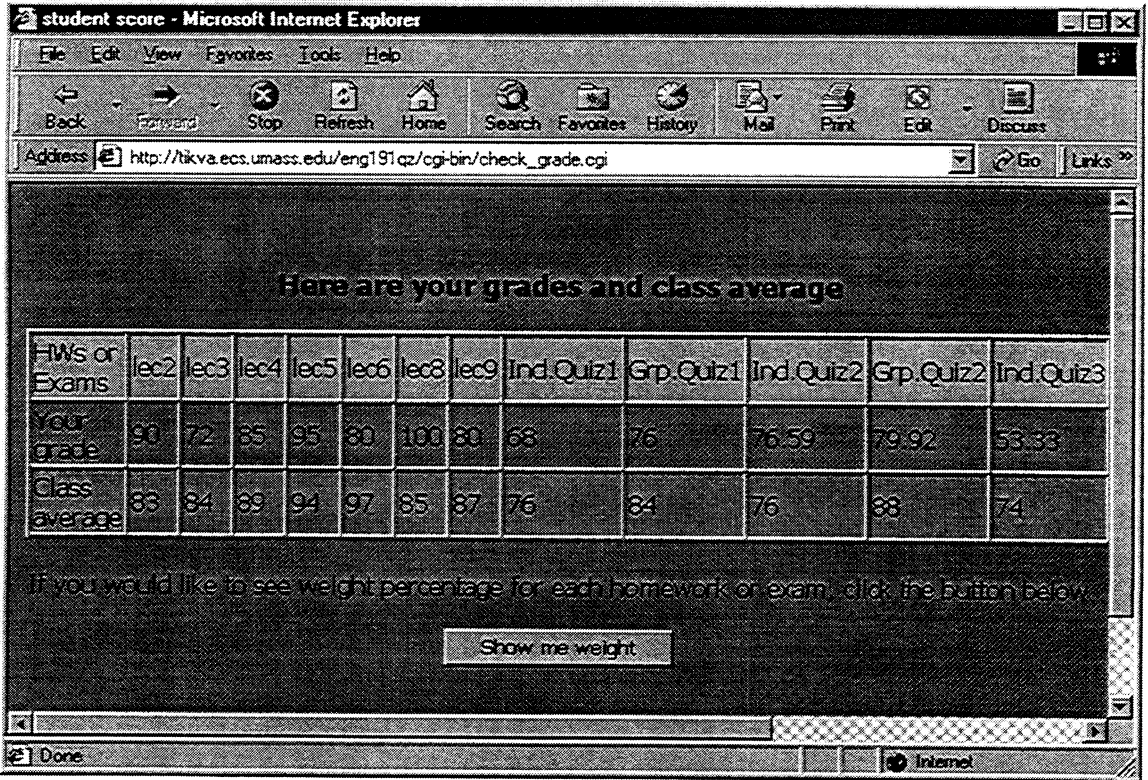 student score - Microsoft Internet Explorer
File Edit View Favorites Tools Help
Back Forward Stop Refresh Home Search Favorites History Mail Print Edit Discuss
Address http://tikva.ecs.umass.edu/eng191qz/cgi-bin/check_grade.cgi Go Links »
Here are your grades and class average
HWs or Exams lec2 lec3 lec4 lec5 lec6 lec8 lec9 Ind.Quiz1 Grp.Quiz1 Ind.Quiz2 Grp.Quiz2 Ind.Quiz3
Your grade 90 72 85 95 80 100 80 68 76 76.59 79.92 53.33
Class average 83 84 89 94 97 85 87 76 84 76 88 74
If you would like to see weight percentage for each homework or exam, click the button below
Show me weight
Done Internet